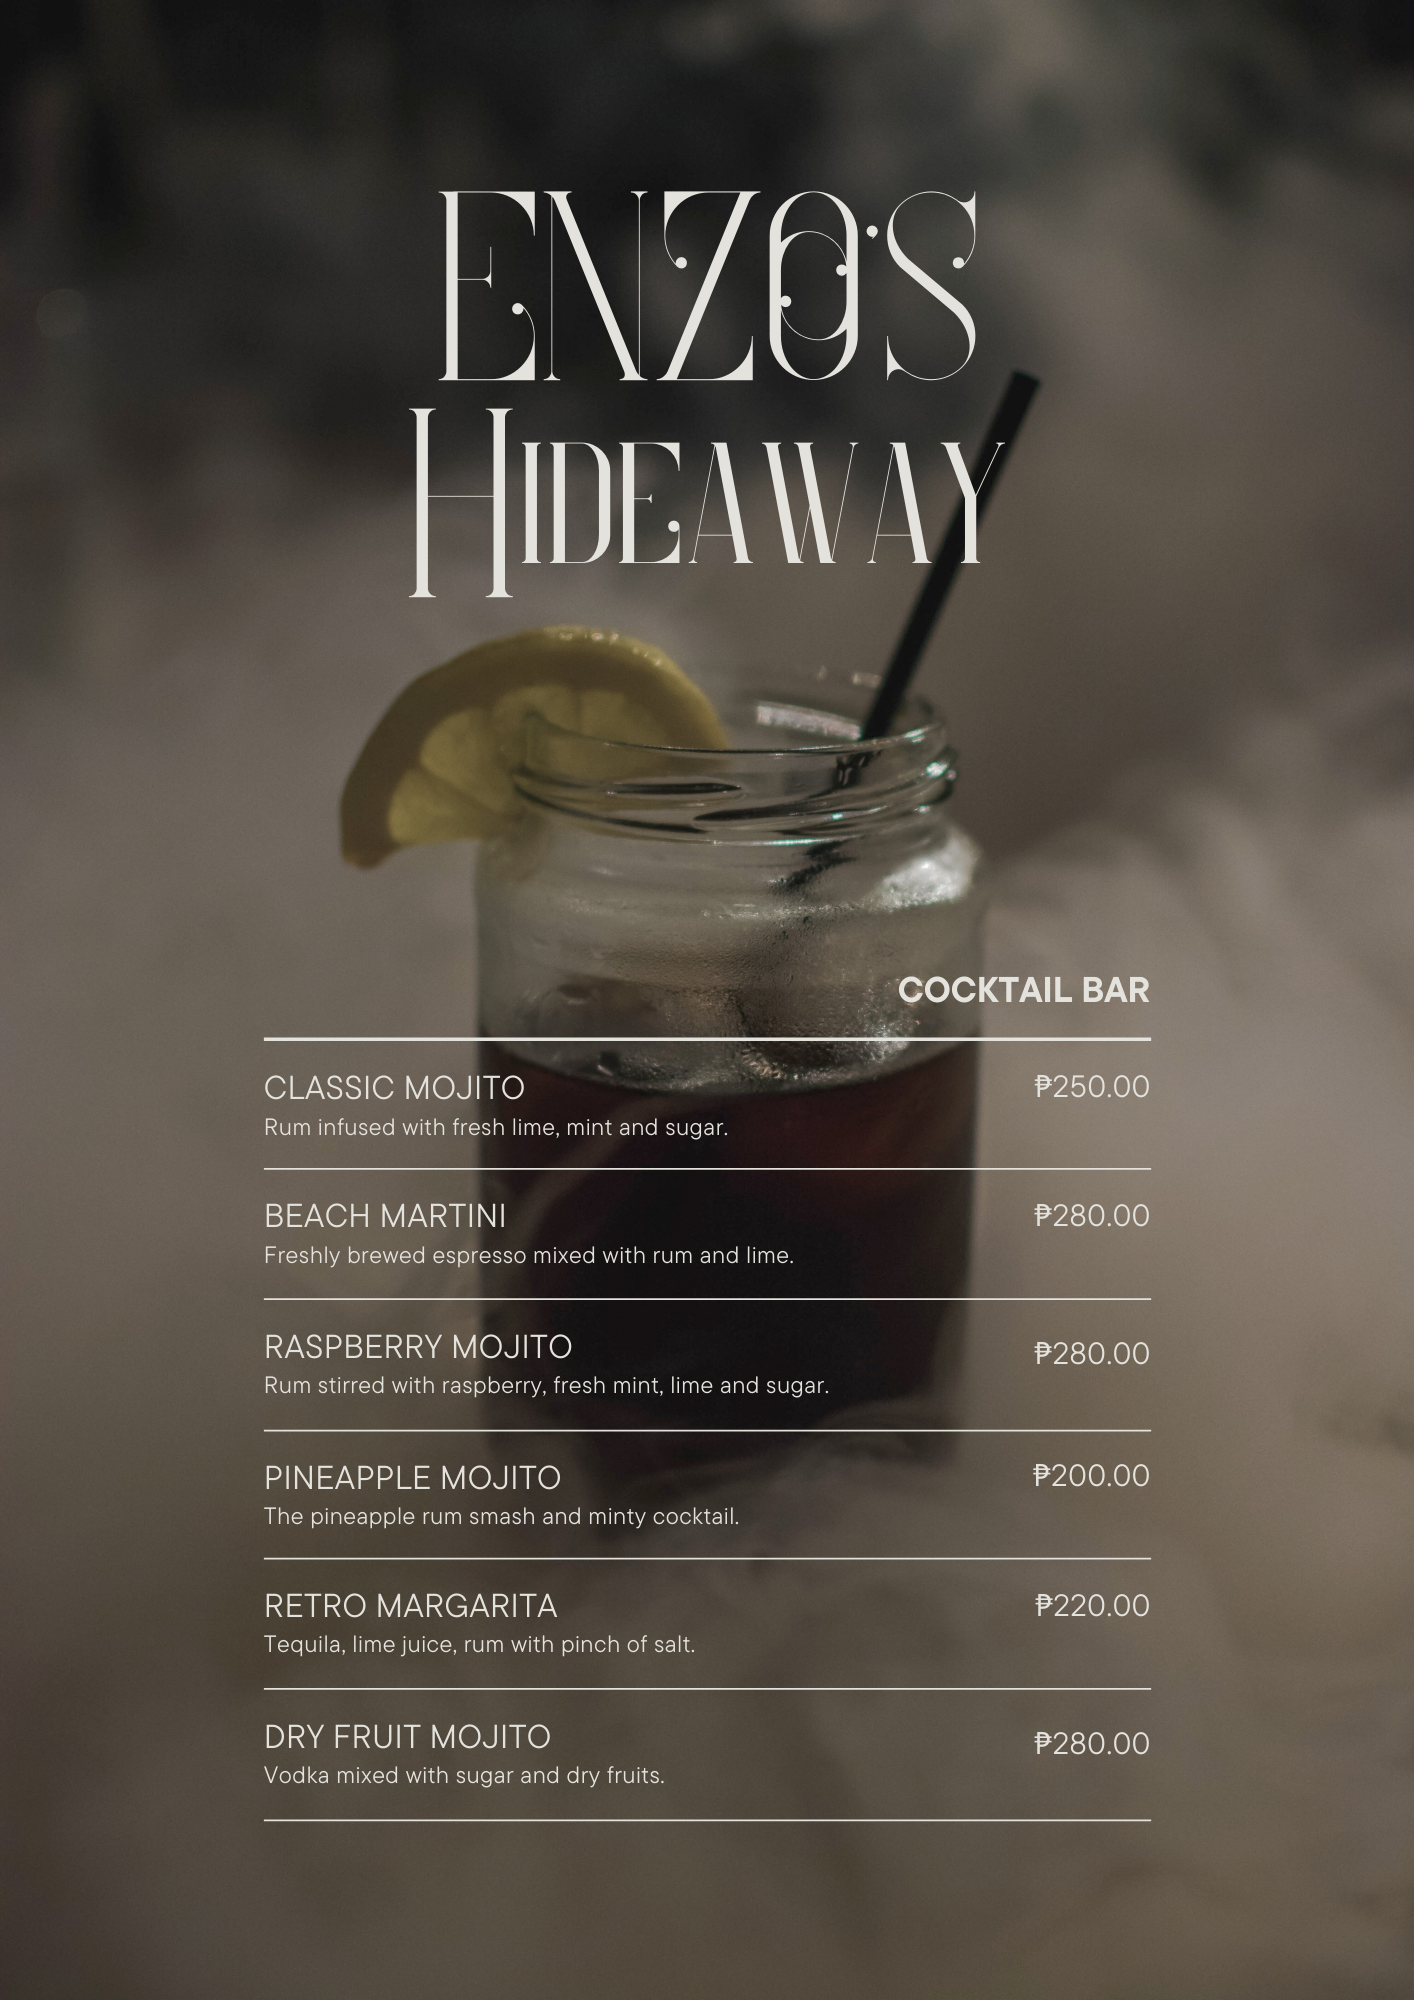 ENZO'S
HIDEAWAY
COCKTAIL BAR
CLASSIC MOJITO ₱250.00
Rum infused with fresh lime, mint and sugar.
BEACH MARTINI ₱280.00
Freshly brewed espresso mixed with rum and lime.
RASPBERRY MOJITO ₱280.00
Rum stirred with raspberry, fresh mint, lime and sugar.
PINEAPPLE MOJITO ₱200.00
The pineapple rum smash and minty cocktail.
RETRO MARGARITA ₱220.00
Tequila, lime juice, rum with pinch of salt.
DRY FRUIT MOJITO ₱280.00
Vodka mixed with sugar and dry fruits.